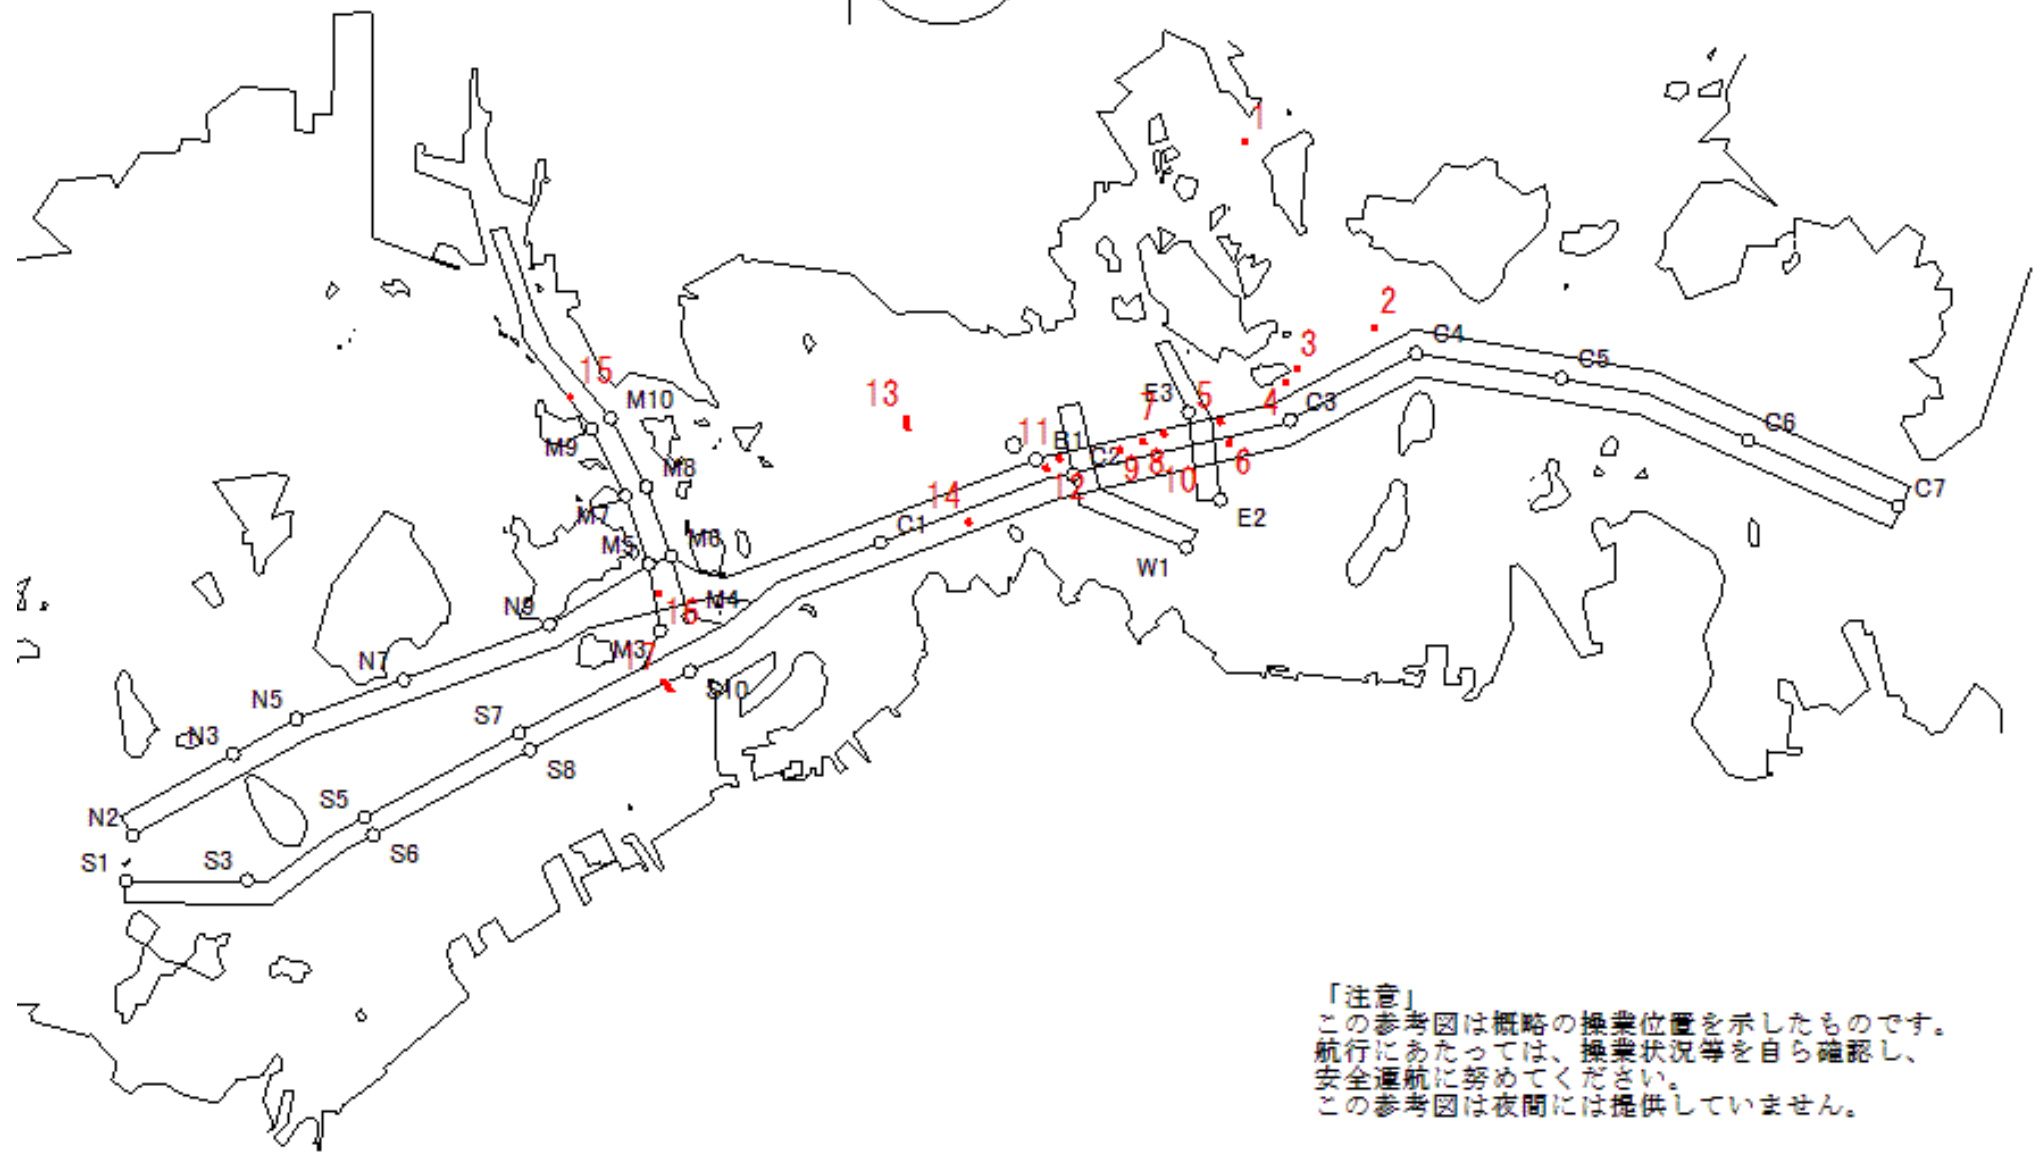 1
2
C4
3
C5
15
M10
13
E3
5
4
C3
7
C6
11
B1
M9
C2
M8
9
8
6
10
C7
12
14
M7
E2
C1
M5
M6
W1
N9
M4
16
M3
17
N7
S10
N5
S7
N3
S8
S5
N2
S6
S1
S3
「注意」
この参考図は概略の操業位置を示したものです。
航行にあたっては、操業状況等を自ら確認し、
安全運航に努めてください。
この参考図は夜間には提供していません。